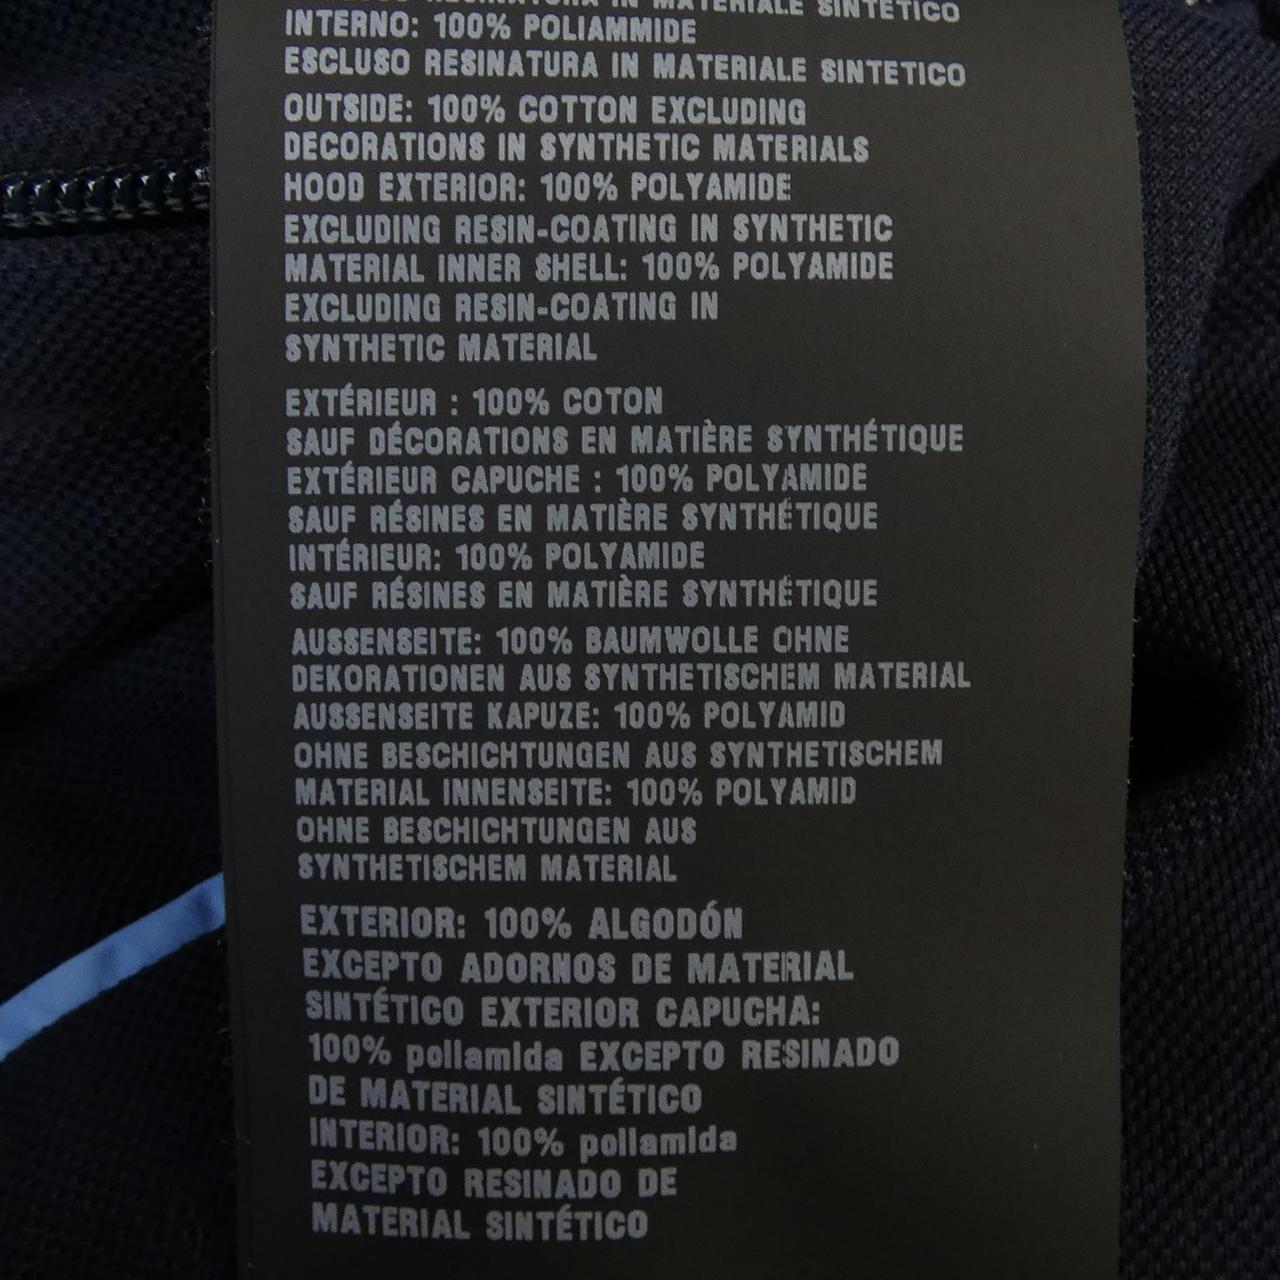 RESINATURA IN MATERIALE SINTETICO
INTERNO: 100% POLIAMMIDE
ESCLUSO RESINATURA IN MATERIALE SINTETICO
OUTSIDE: 100% COTTON EXCLUDING
DECORATIONS IN SYNTHETIC MATERIALS
HOOD EXTERIOR: 100% POLYAMIDE
EXCLUDING RESIN-COATING IN SYNTHETIC
MATERIAL INNER SHELL: 100% POLYAMIDE
EXCLUDING RESIN-COATING IN
SYNTHETIC MATERIAL
EXTÉRIEUR : 100% COTON
SAUF DÉCORATIONS EN MATIÈRE SYNTHÉTIQUE
EXTÉRIEUR CAPUCHE : 100% POLYAMIDE
SAUF RÉSINES EN MATIÈRE SYNTHÉTIQUE
INTÉRIEUR: 100% POLYAMIDE
SAUF RÉSINES EN MATIÈRE SYNTHÉTIQUE
AUSSENSEITE: 100% BAUMWOLLE OHNE
DEKORATIONEN AUS SYNTHETISCHEM MATERIAL
AUSSENSEITE KAPUZE: 100% POLYAMID
OHNE BESCHICHTUNGEN AUS SYNTHETISCHEM
MATERIAL INNENSEITE: 100% POLYAMID
OHNE BESCHICHTUNGEN AUS
SYNTHETISCHEM MATERIAL
EXTERIOR: 100% ALGODÓN
EXCEPTO ADORNOS DE MATERIAL
SINTÉTICO EXTERIOR CAPUCHA:
100% poliamida EXCEPTO RESINADO
DE MATERIAL SINTÉTICO
INTERIOR: 100% poliamida
EXCEPTO RESINADO DE
MATERIAL SINTÉTICO